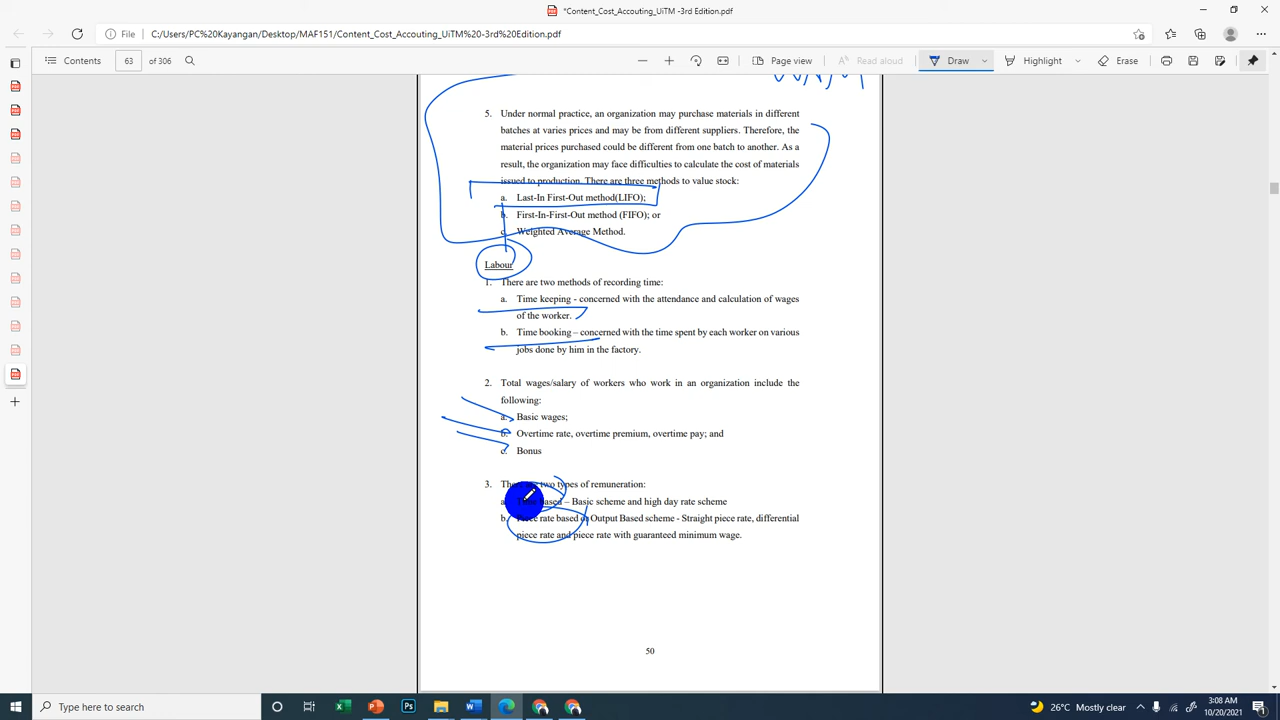 *Content_Cost_Accouting_UiTM -3rd Edition.pdf
File C:/Users/PC%20Kayangan/Desktop/MAF151/Content_Cost_Accouting_UiTM%20-3rd%20Edition.pdf
Contents 63 of 306 Page view Read aloud Draw Highlight Erase
5. Under normal practice, an organization may purchase materials in different
batches at varies prices and may be from different suppliers. Therefore, the
material prices purchased could be different from one batch to another. As a
result, the organization may face difficulties to calculate the cost of materials
issued to production. There are three methods to value stock:
a. Last-In First-Out method(LIFO);
b. First-In-First-Out method (FIFO); or
c. Weighted Average Method.
Labour
1. There are two methods of recording time:
a. Time keeping - concerned with the attendance and calculation of wages
of the worker.
b. Time booking – concerned with the time spent by each worker on various
jobs done by him in the factory.
2. Total wages/salary of workers who work in an organization include the
following:
a. Basic wages;
b. Overtime rate, overtime premium, overtime pay; and
c. Bonus
3. There are two types of remuneration:
a. based – Basic scheme and high day rate scheme
b. Piece rate based or Output Based scheme - Straight piece rate, differential
piece rate and piece rate with guaranteed minimum wage.
50
Type here to search
26°C Mostly clear
3:08 AM
10/20/2021